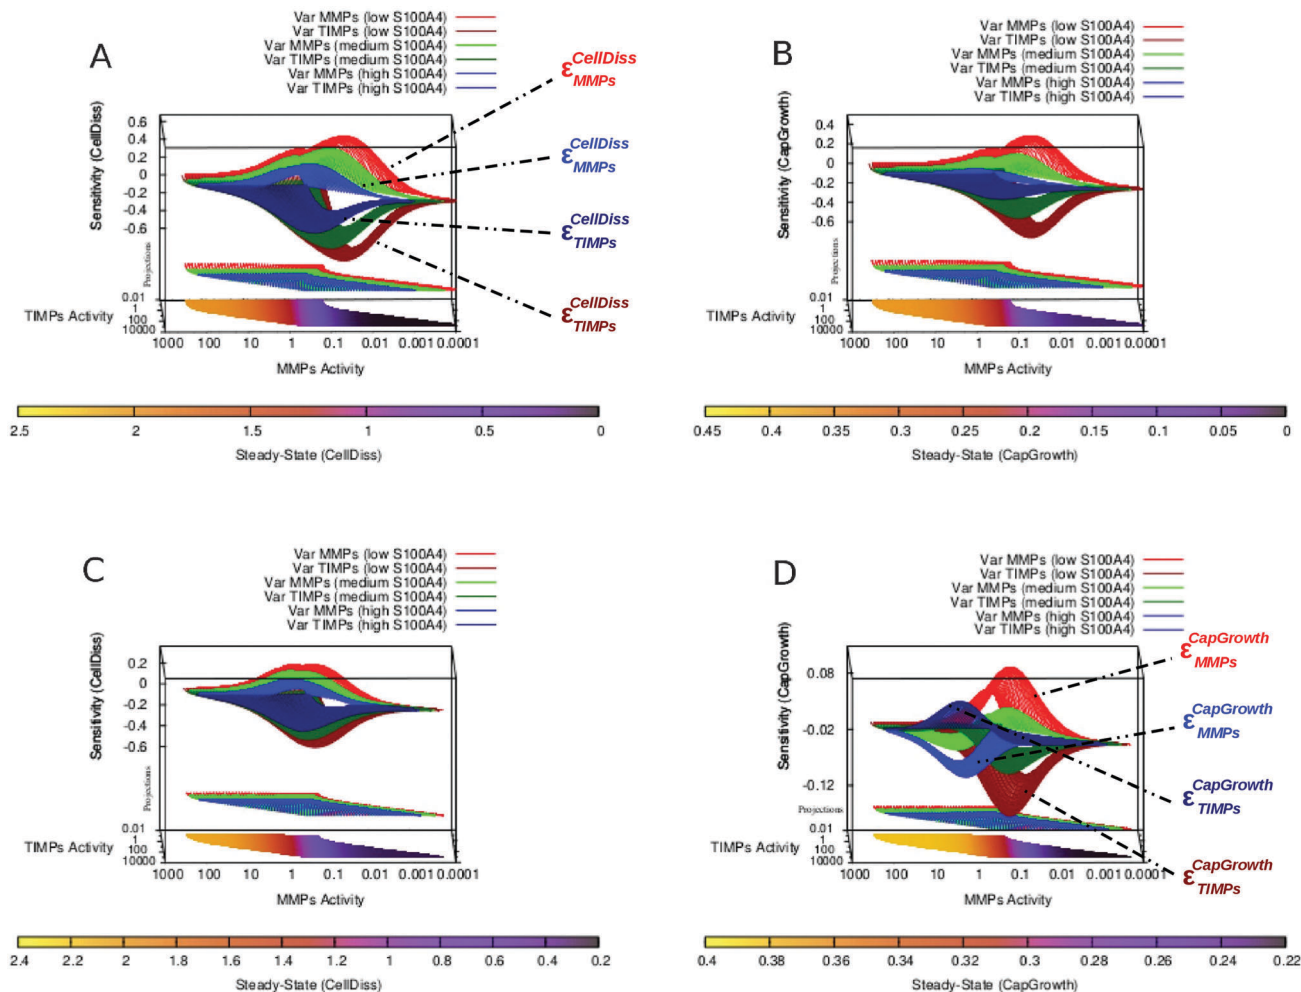 A
Var MMPs (low S100A4)
Var TIMPs (low S100A4)
Var MMPs (medium S100A4)
Var TIMPs (medium S100A4)
Var MMPs (high S100A4)
Var TIMPs (high S100A4)
Sensitivity (CellDiss)
0.6
0.4
0.2
0
-0.2
-0.4
-0.6
Projections
0.01
1
100
10000
TIMPs Activity
1000 100 10 1 0.1 0.01 0.001 0.0001
MMPs Activity
εCellDiss MMPs
εCellDiss MMPs
εCellDiss TIMPs
εCellDiss TIMPs
2.5 2 1.5 1 0.5 0
Steady-State (CellDiss)
B
Var MMPs (low S100A4)
Var TIMPs (low S100A4)
Var MMPs (medium S100A4)
Var TIMPs (medium S100A4)
Var MMPs (high S100A4)
Var TIMPs (high S100A4)
Sensitivity (CapGrowth)
0.4
0.2
0
-0.2
-0.4
-0.6
Projections
0.01
1
100
10000
TIMPs Activity
1000 100 10 1 0.1 0.01 0.001 0.0001
MMPs Activity
0.45 0.4 0.35 0.3 0.25 0.2 0.15 0.1 0.05 0
Steady-State (CapGrowth)
C
Var MMPs (low S100A4)
Var TIMPs (low S100A4)
Var MMPs (medium S100A4)
Var TIMPs (medium S100A4)
Var MMPs (high S100A4)
Var TIMPs (high S100A4)
Sensitivity (CellDiss)
0.2
0
-0.2
-0.4
-0.6
Projections
0.01
1
100
10000
TIMPs Activity
1000 100 10 1 0.1 0.01 0.001 0.0001
MMPs Activity
2.4 2.2 2 1.8 1.6 1.4 1.2 1 0.8 0.6 0.4 0.2
Steady-State (CellDiss)
D
Var MMPs (low S100A4)
Var TIMPs (low S100A4)
Var MMPs (medium S100A4)
Var TIMPs (medium S100A4)
Var MMPs (high S100A4)
Var TIMPs (high S100A4)
Sensitivity (CapGrowth)
0.08
-0.02
-0.12
Projections
0.01
1
100
10000
TIMPs Activity
1000 100 10 1 0.1 0.01 0.001 0.0001
MMPs Activity
εCapGrowth MMPs
εCapGrowth MMPs
εCapGrowth TIMPs
εCapGrowth TIMPs
0.4 0.38 0.36 0.34 0.32 0.3 0.28 0.26 0.24 0.22
Steady-State (CapGrowth)